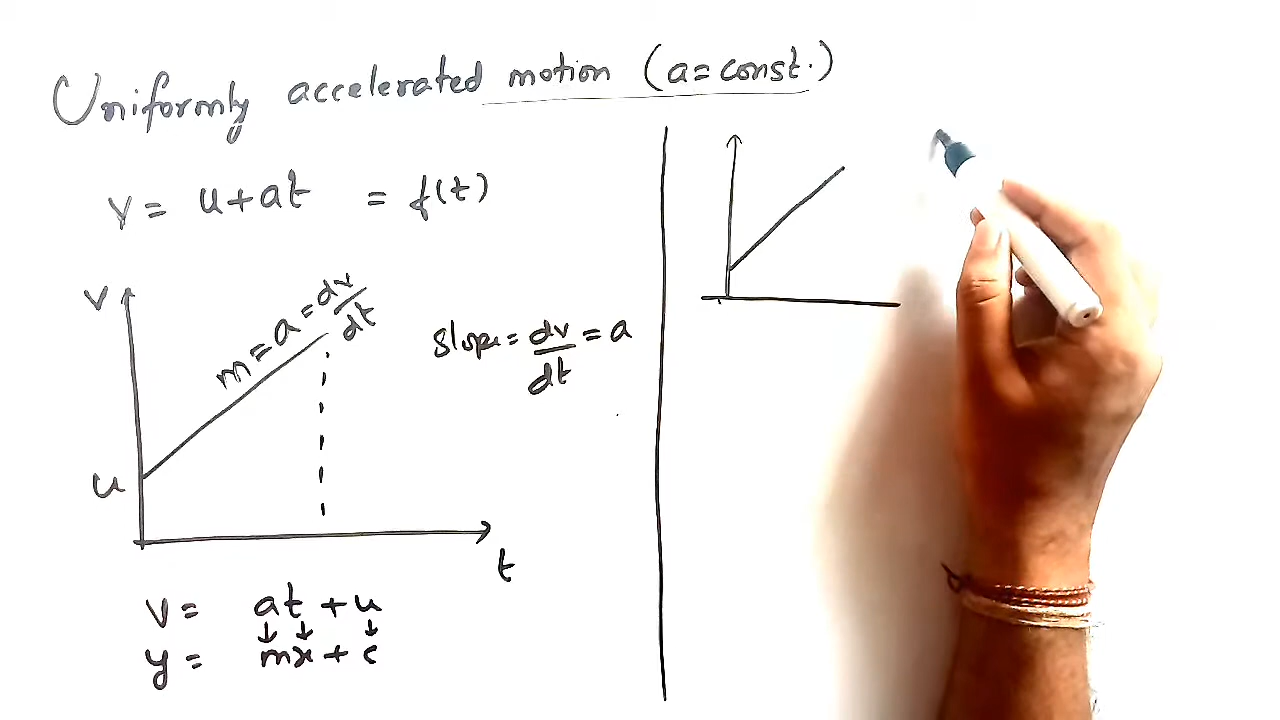 Uniformly accelerated motion (a = const.)
v = u + at = f(t)
v
m = a = dv/dt
slope = dv/dt = a
u
t
v = at + u
↓ ↓ ↓
y = mx + c